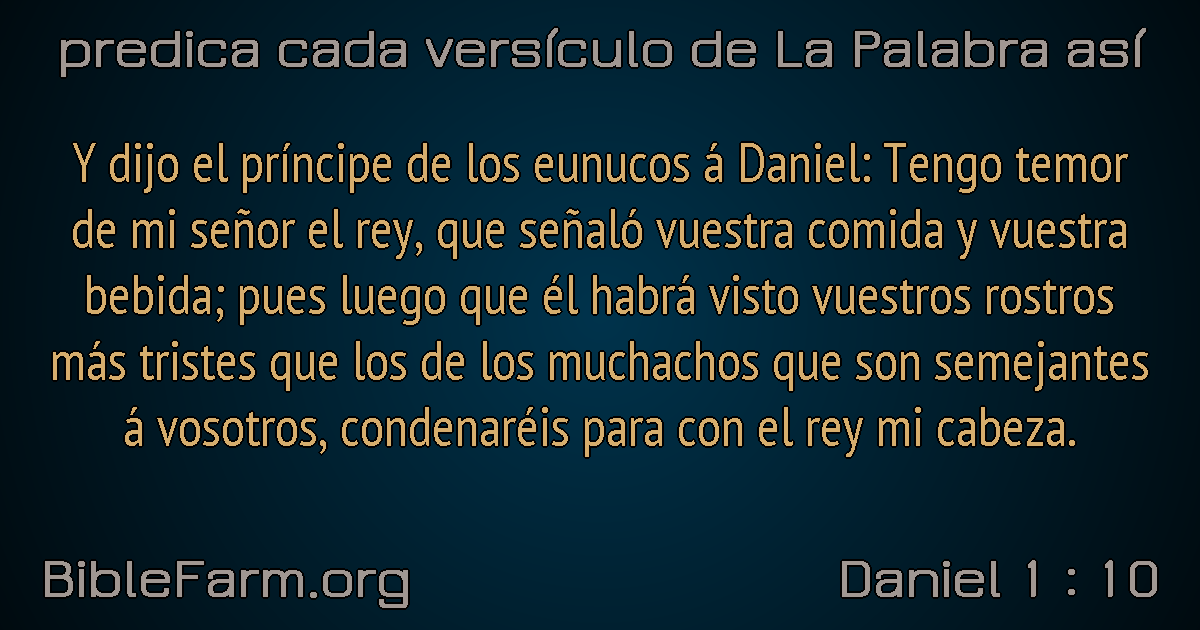 predica cada versículo de La Palabra así
Y dijo el príncipe de los eunucos á Daniel: Tengo temor
de mi señor el rey, que señaló vuestra comida y vuestra
bebida; pues luego que él habrá visto vuestros rostros
más tristes que los de los muchachos que son semejantes
á vosotros, condenaréis para con el rey mi cabeza.
BibleFarm.org
Daniel 1 : 10